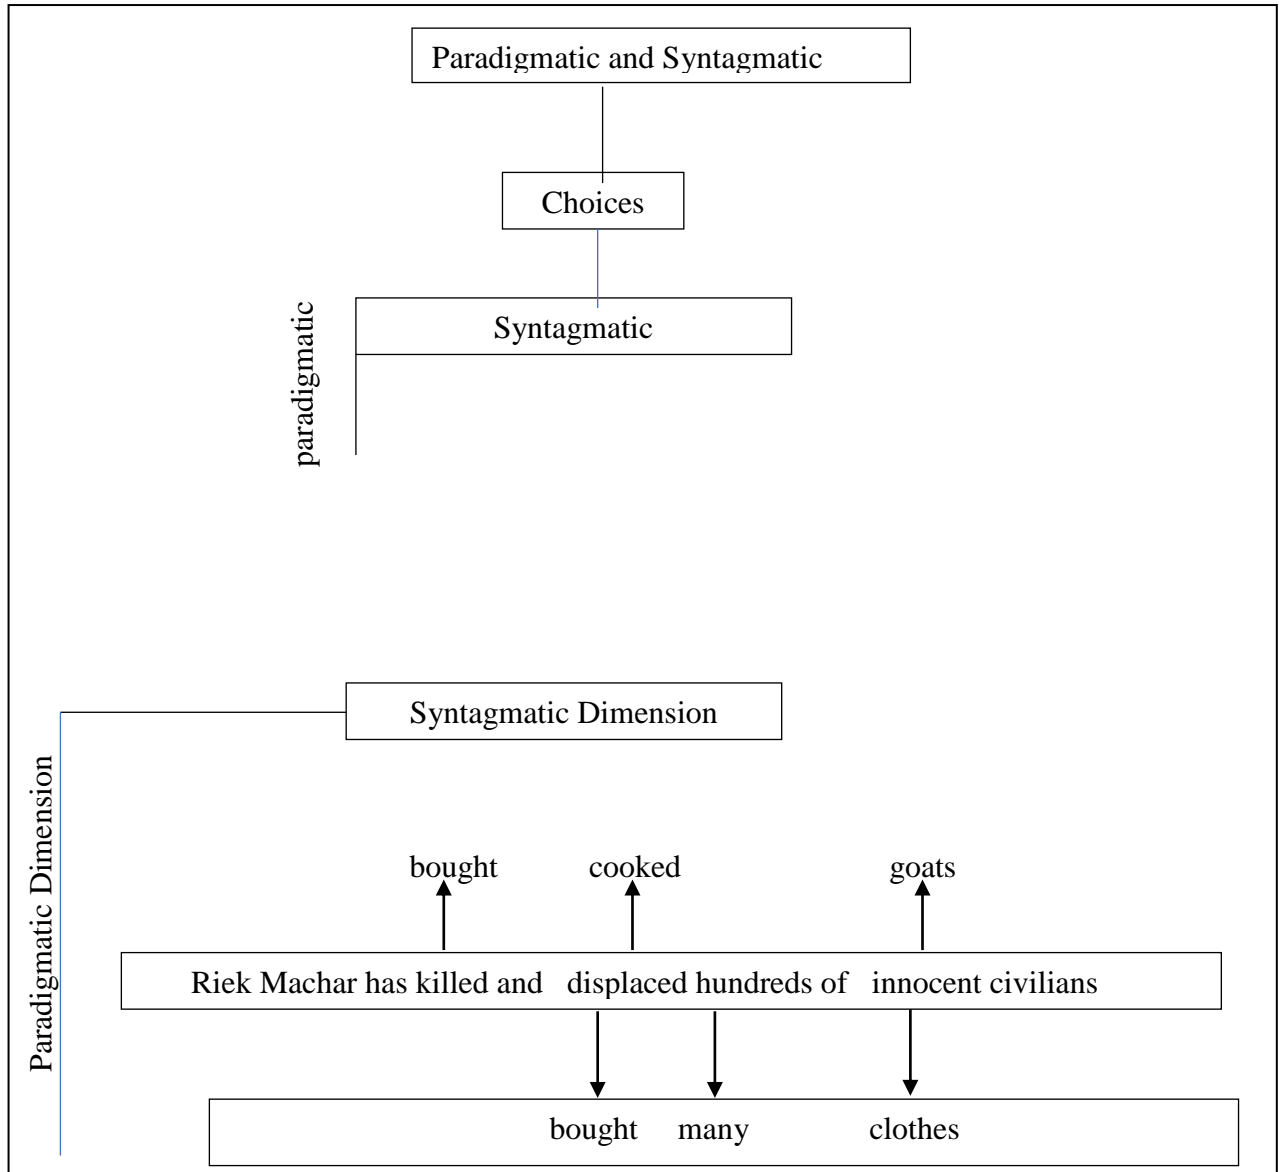 Paradigmatic and Syntagmatic
Choices
Syntagmatic
paradigmatic
Syntagmatic Dimension
Paradigmatic Dimension
bought cooked goats
Riek Machar has killed and displaced hundreds of innocent civilians
bought many clothes